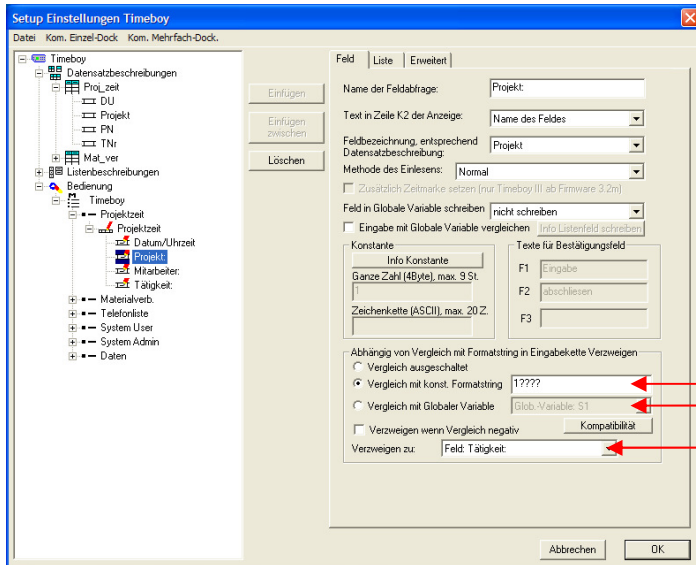 Setup Einstellungen Timeboy
Datei Kom. Einzel-Dock Kom. Mehrfach-Dock.
Timeboy
Datensatzbeschreibungen
Proj_zeit
DU
Projekt
PN
TNr
Mat_ver
Listenbeschreibungen
Bedienung
Timeboy
Projektzeit
Projektzeit
Datum/Uhrzeit
Projekt:
Mitarbeiter:
Tätigkeit:
Materialverb.
Telefonliste
System User
System Admin
Daten
Einfügen
Einfügen
zwischen
Löschen
Feld Liste Erweitert
Name der Feldabfrage: Projekt:
Text in Zeile K2 der Anzeige: Name des Feldes
Feldbezeichnung, entsprechend
Datensatzbeschreibung: Projekt
Methode des Einlesens: Normal
Zusätzlich Zeitmarke setzen (nur Timeboy III ab Firmware 3.2m)
Feld in Globale Variable schreiben nicht schreiben
Eingabe mit Globale Variable vergleichen Info Listenfeld schreiben
Konstante
Info Konstante
Ganze Zahl (4Byte), max. 9 St.
1
Zeichenkette (ASCII), max. 20 Z.
Texte für Bestätigungsfeld
F1 Eingabe
F2 abschliesen
F3
Abhängig von Vergleich mit Formatstring in Eingabekette Verzweigen
Vergleich ausgeschaltet
Vergleich mit konst. Formatstring 1????
Vergleich mit Globaler Variable Glob.-Variable: S1
Verzweigen wenn Vergleich negativ Kompatibilität
Verzweigen zu: Feld: Tätigkeit:
Abbrechen OK